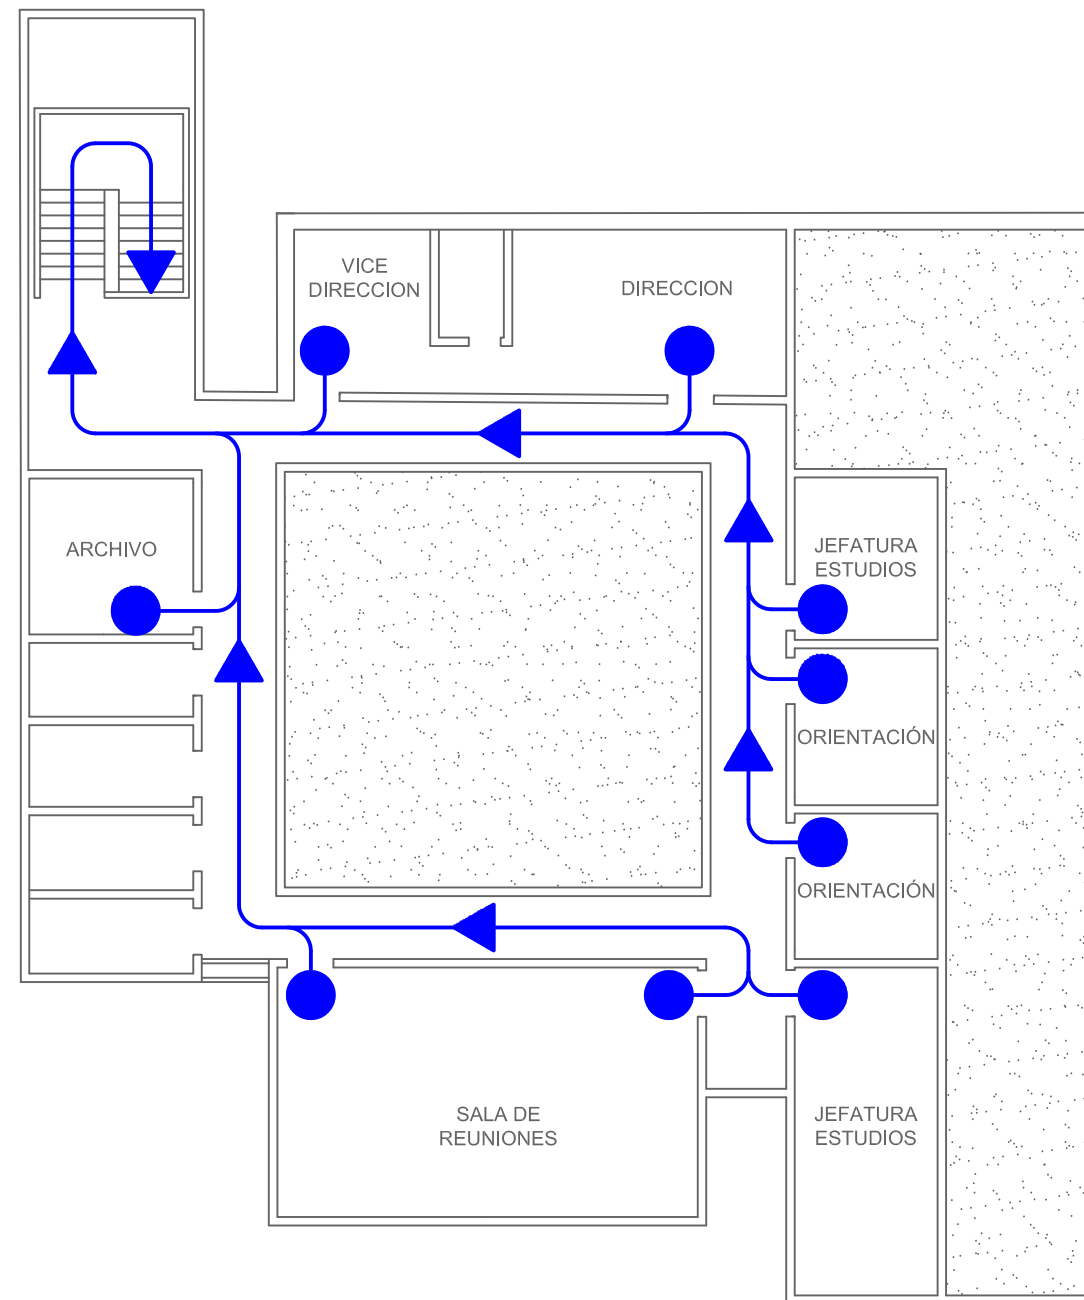 VICE
DIRECCION
DIRECCION
ARCHIVO
JEFATURA
ESTUDIOS
ORIENTACIÓN
ORIENTACIÓN
SALA DE
REUNIONES
JEFATURA
ESTUDIOS